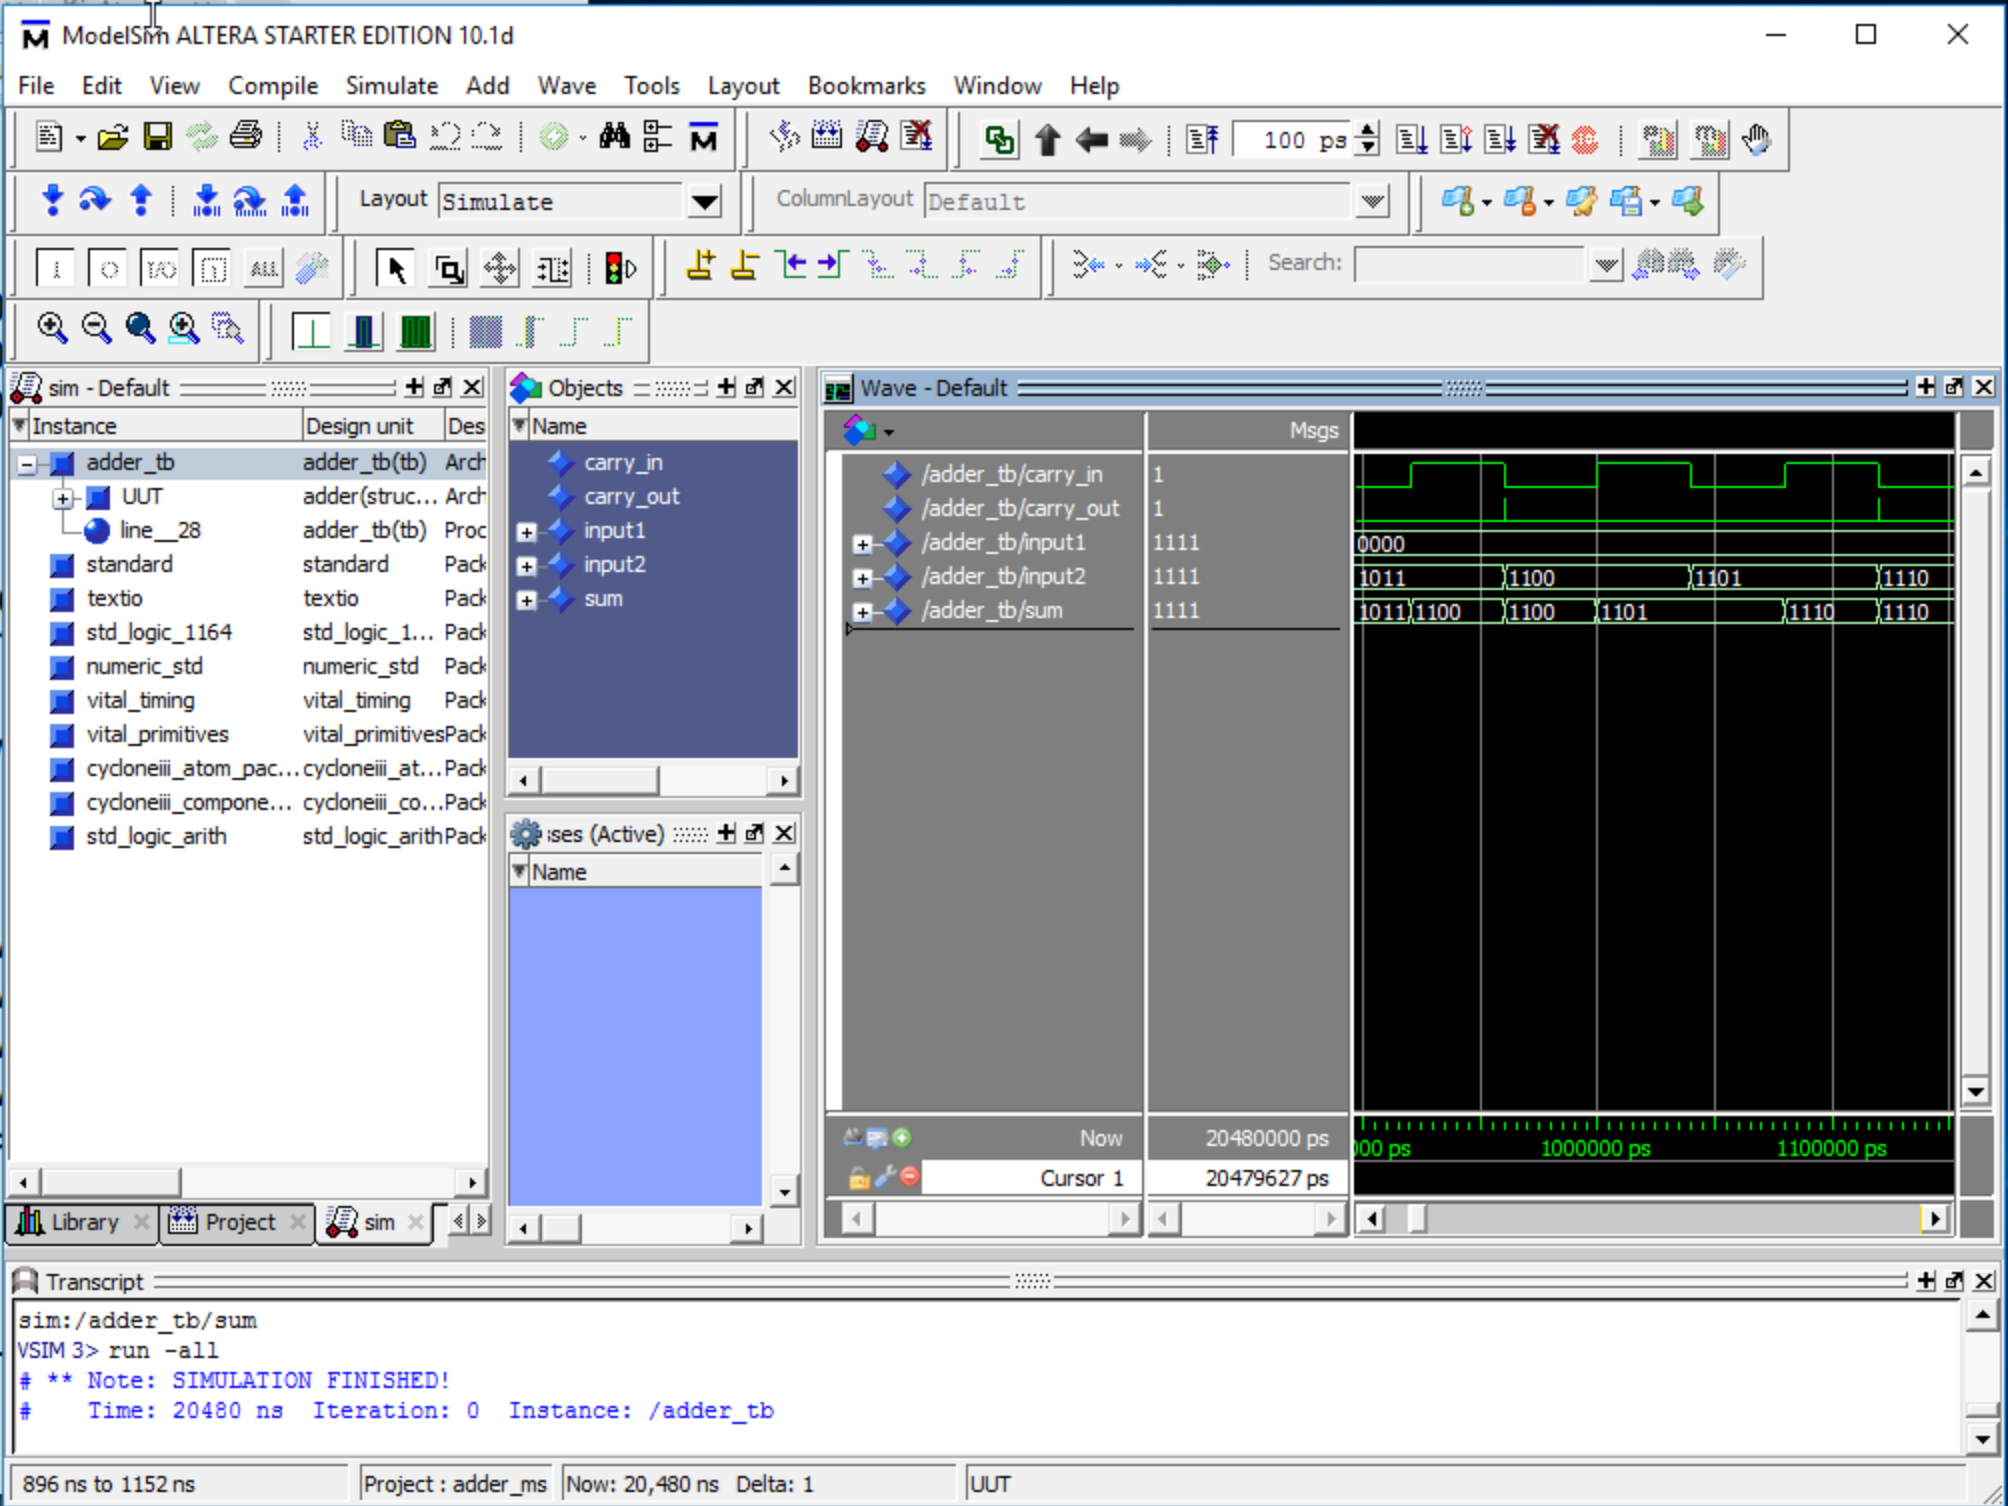 ModelSim ALTERA STARTER EDITION 10.1d
File Edit View Compile Simulate Add Wave Tools Layout Bookmarks Window Help
100 ps
Layout Simulate ColumnLayout Default
ALL Search:
sim - Default
Instance Design unit Des
adder_tb adder_tb(tb) Arch
UUT adder(struc... Arch
line__28 adder_tb(tb) Proc
standard standard Pack
textio textio Pack
std_logic_1164 std_logic_1... Pack
numeric_std numeric_std Pack
vital_timing vital_timing Pack
vital_primitives vital_primitives Pack
cycloneiii_atom_pac... cycloneiii_at... Pack
cycloneiii_compone... cycloneiii_co... Pack
std_logic_arith std_logic_arith Pack
Library Project sim
Objects
Name
carry_in
carry_out
input1
input2
sum
sses (Active)
Name
Wave - Default
Msgs
/adder_tb/carry_in 1
/adder_tb/carry_out 1
/adder_tb/input1 1111 0000
/adder_tb/input2 1111 1011 1100 1101 1110
/adder_tb/sum 1111 1011 1100 1100 1101 1110 1110
Now 20480000 ps 000 ps 1000000 ps 1100000 ps
Cursor 1 20479627 ps
Transcript
sim:/adder_tb/sum
VSIM 3> run -all
# ** Note: SIMULATION FINISHED!
# Time: 20480 ns Iteration: 0 Instance: /adder_tb
896 ns to 1152 ns Project : adder_ms Now: 20,480 ns Delta: 1 UUT